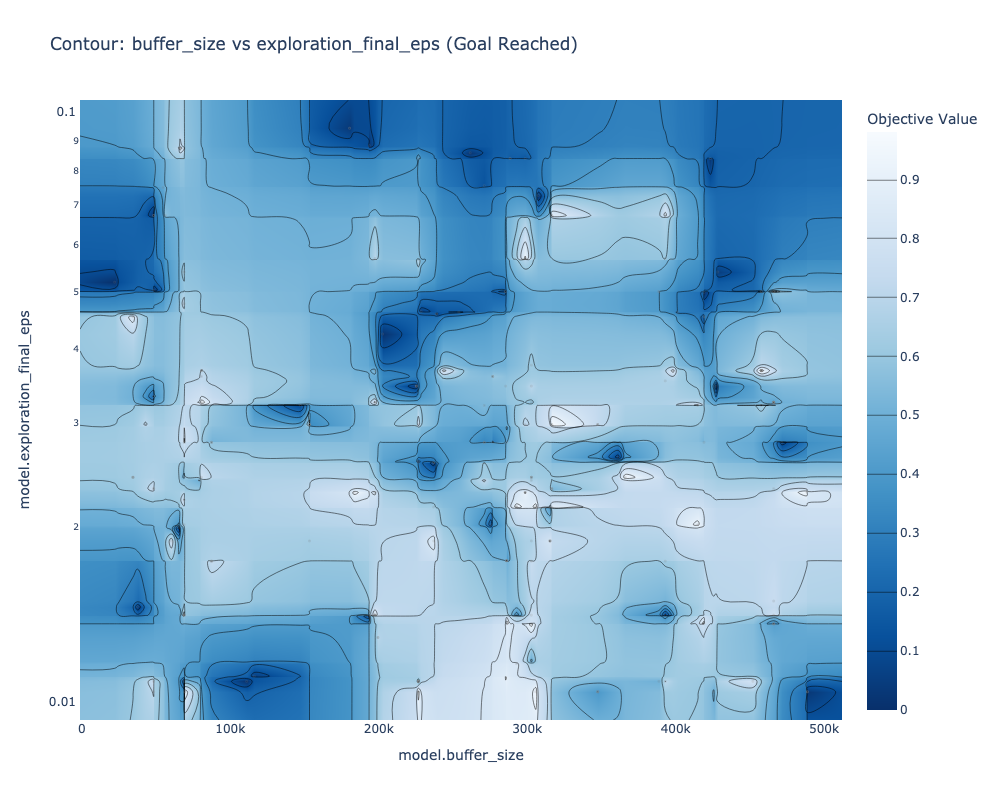 Contour: buffer_size vs exploration_final_eps (Goal Reached)
Objective Value
0.9
0.8
0.7
0.6
0.5
0.4
0.3
0.2
0.1
0
model.exploration_final_eps
0.1
9
8
7
6
5
4
3
2
0.01
0
100k
200k
300k
400k
500k
model.buffer_size